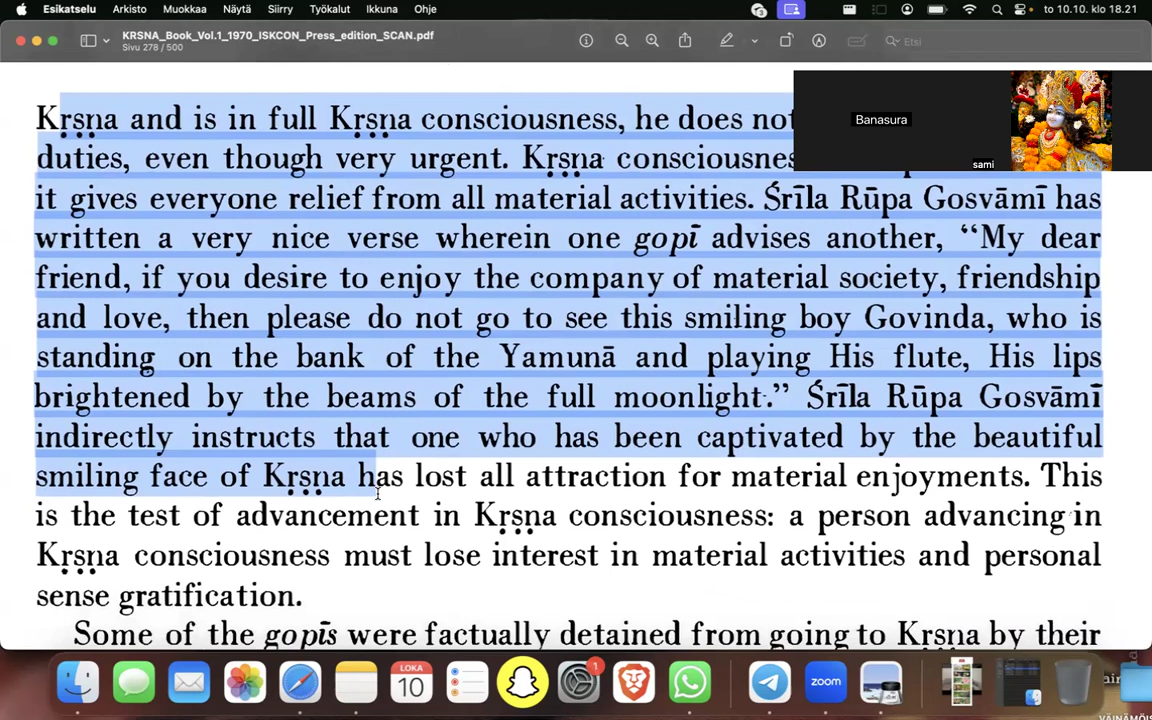 Esikatselu Arkisto Muokkaa Näytä Siirry Työkalut Ikkuna Ohje to 10.10. klo 18.21
KRSNA_Book_Vol.1_1970_ISKCON_Press_edition_SCAN.pdf
Sivu 278 / 500
Etsi
Banasura
sami
Kṛṣṇa and is in full Kṛṣṇa consciousness, he does not
duties, even though very urgent. Kṛṣṇa
it gives everyone relief from all material activities. Śrīla Rūpa Gosvāmī has
written a very nice verse wherein one gopī advises another, “My dear
friend, if you desire to enjoy the company of material society, friendship
and love, then please do not go to see this smiling boy Govinda, who is
standing on the bank of the Yamunā and playing His flute, His lips
brightened by the beams of the full moonlight.” Śrīla Rūpa Gosvāmī
indirectly instructs that one who has been captivated by the beautiful
smiling face of Kṛṣṇa has lost all attraction for material enjoyments. This
is the test of advancement in Kṛṣṇa consciousness: a person advancing in
Kṛṣṇa consciousness must lose interest in material activities and personal
sense gratification.
Some of the gopīs were factually detained from going to Kṛṣṇa by their
LOKA
10
1
zoom